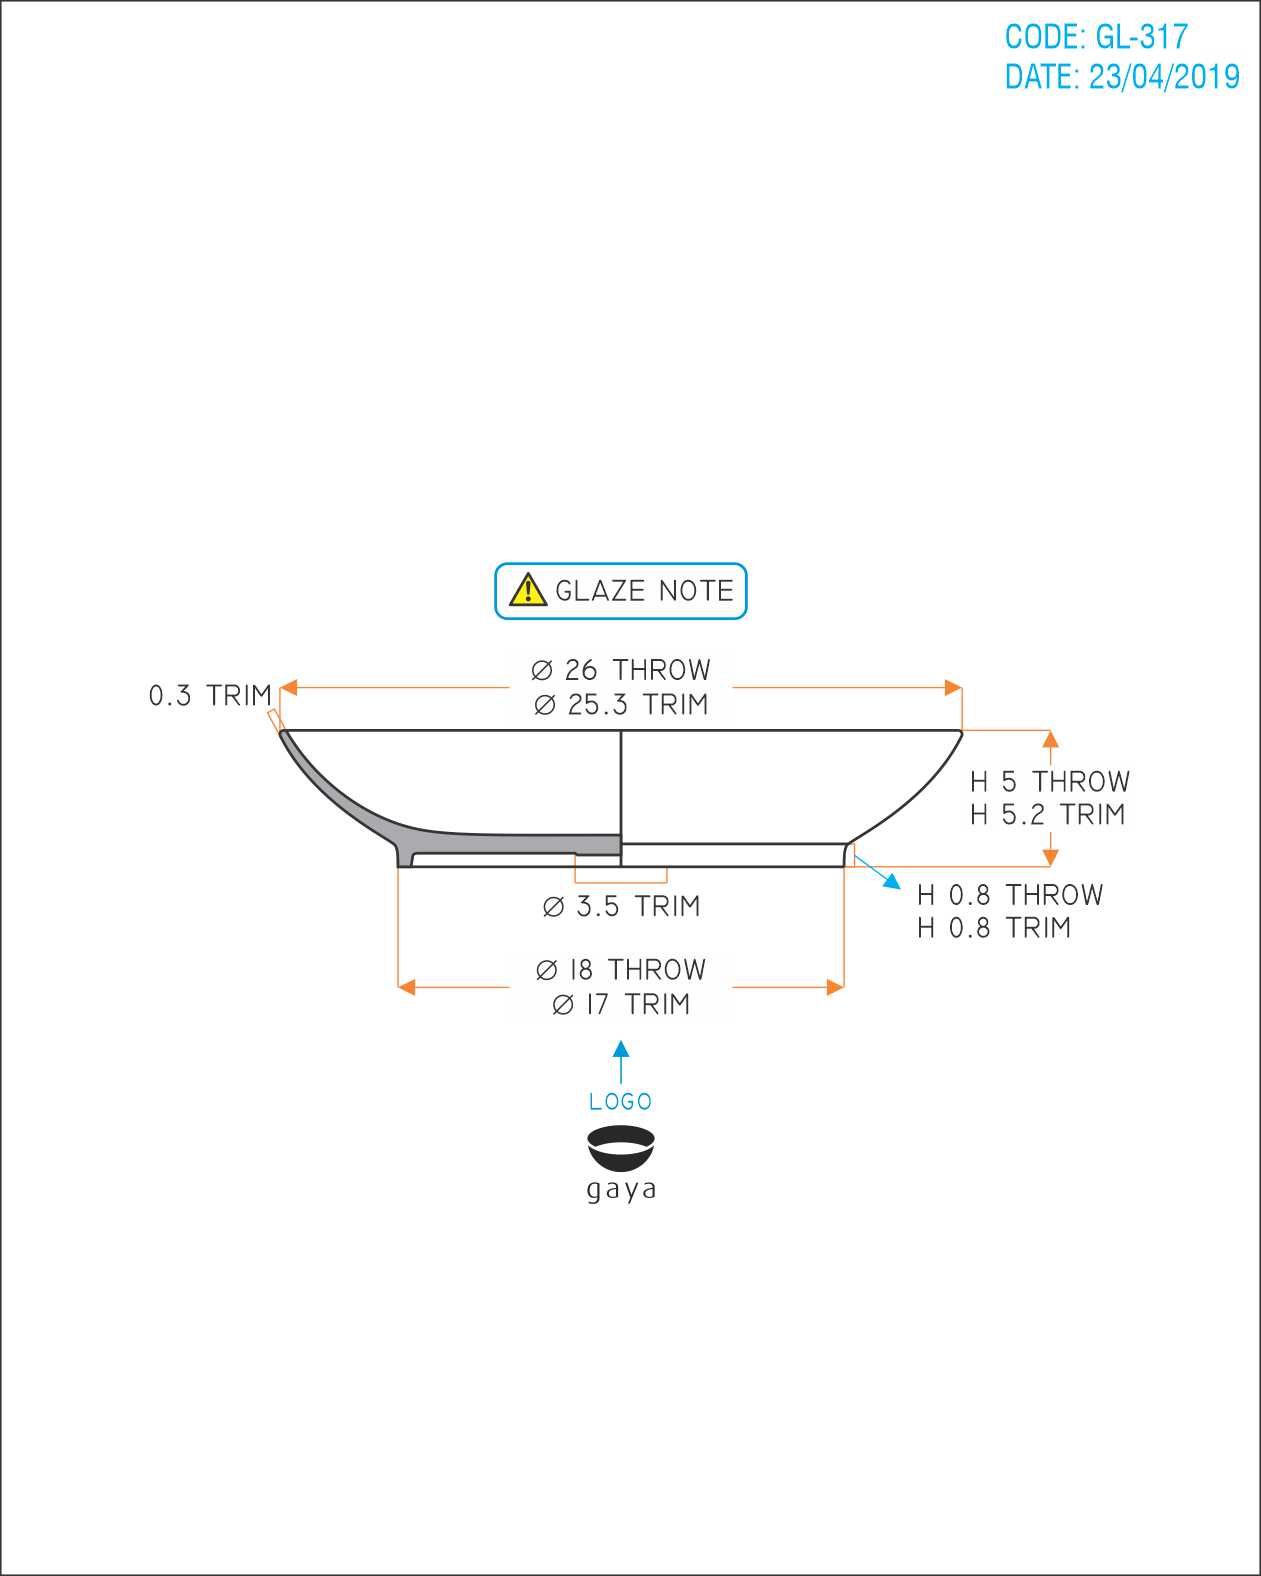 CODE: GL-317
DATE: 23/04/2019
GLAZE NOTE
Ø 26 THROW
Ø 25.3 TRIM
0.3 TRIM
H 5 THROW
H 5.2 TRIM
H 0.8 THROW
H 0.8 TRIM
Ø 3.5 TRIM
Ø 18 THROW
Ø 17 TRIM
LOGO
gaya